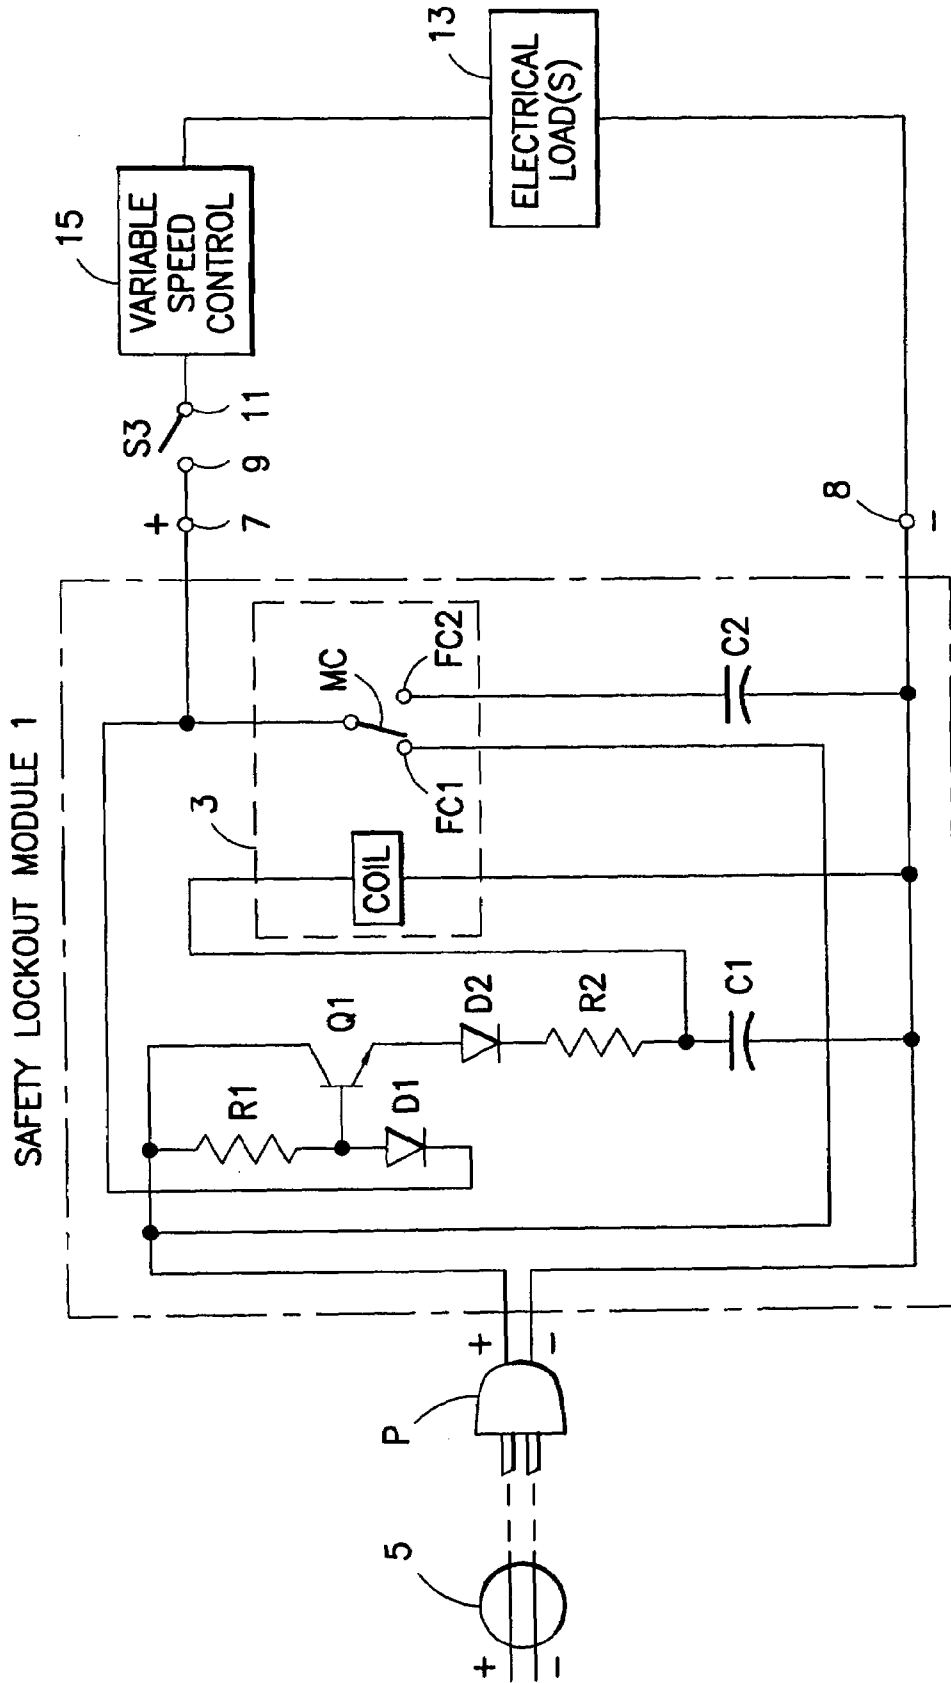 SAFETY LOCKOUT MODULE 1
5
+
-
P
+
-
R1
D1
Q1
D2
R2
C1
3
COIL
MC
FC1
FC2
C2
+
7
9
S3
11
15
VARIABLE
SPEED
CONTROL
8
-
13
ELECTRICAL
LOAD(S)